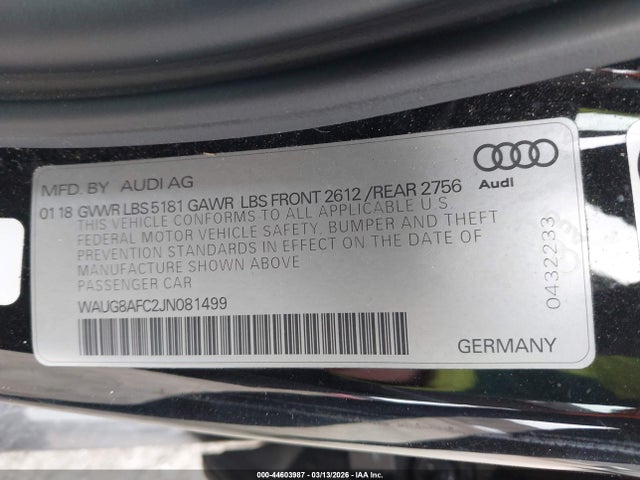 MFD. BY AUDI AG
Audi
01 18 GVWR LBS 5181 GAWR LBS FRONT 2612 / REAR 2756
THIS VEHICLE CONFORMS TO ALL APPLICABLE U.S.
FEDERAL MOTOR VEHICLE SAFETY, BUMPER AND THEFT
PREVENTION STANDARDS IN EFFECT ON THE DATE OF
MANUFACTURE SHOWN ABOVE
PASSENGER CAR
0432233
WAUG8AFC2JN081499
GERMANY
000-44603987 - 03/13/2026 - IAA Inc.